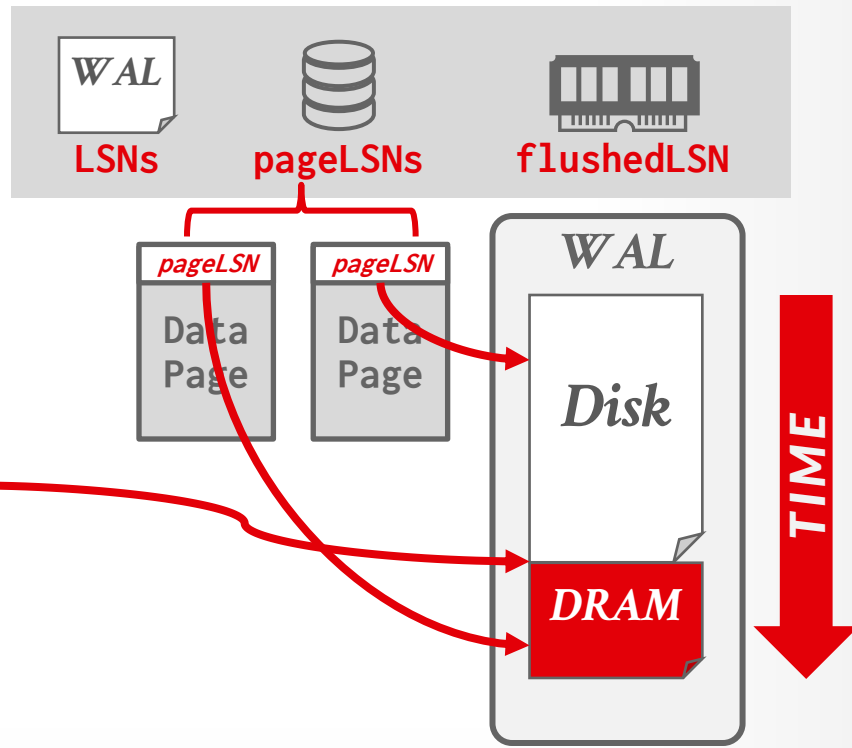 WAL
LSNs
pageLSNs
flushedLSN
pageLSN
Data
Page
pageLSN
Data
Page
WAL
Disk
DRAM
TIME